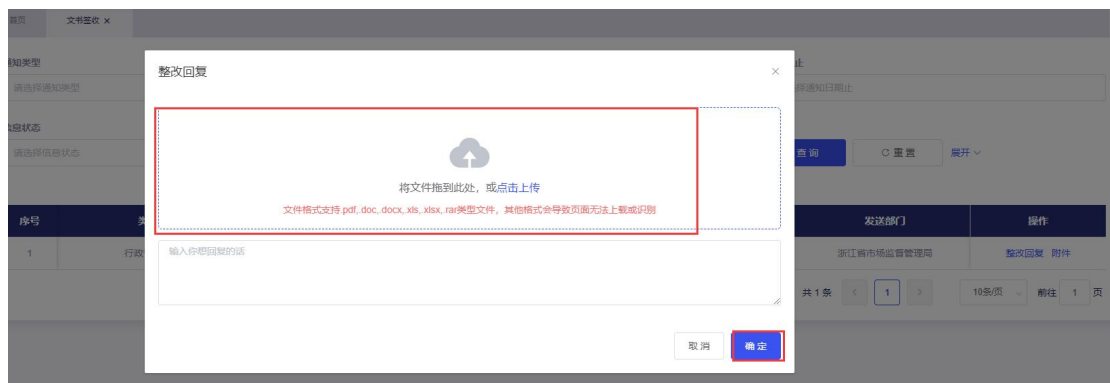 首页 文书签收 ×
通知类型
请选择通知类型
信息状态
请选择信息状态
整改回复 ×
将文件拖到此处，或点击上传
文件格式支持.pdf,.doc,.docx,.xls,.xlsx,.rar类型文件，其他格式会导致页面无法上载或识别
输入你想回复的话
取消 确定
止
择通知日期止
查询 重置 展开
序号 类 发送部门 操作
1 行政 浙江省市场监督管理局 整改回复 附件
共1条 < 1 > 10条/页 前往 1 页